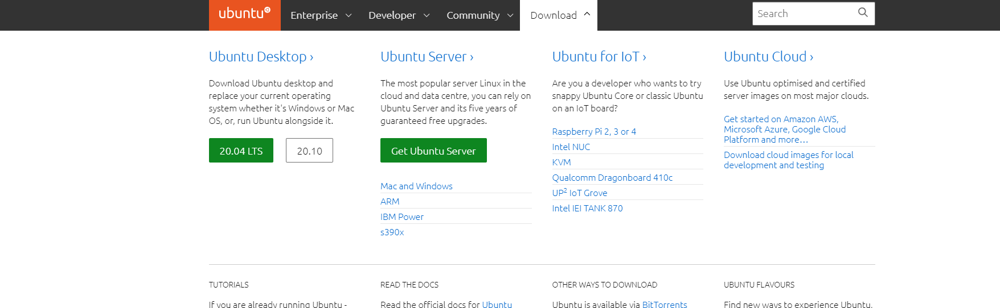 ubuntu Enterprise Developer Community Download Search
Ubuntu Desktop ›
Download Ubuntu desktop and
replace your current operating
system whether it's Windows or Mac
OS, or, run Ubuntu alongside it.
20.04 LTS 20.10
Ubuntu Server ›
The most popular server Linux in the
cloud and data centre, you can rely on
Ubuntu Server and its five years of
guaranteed free upgrades.
Get Ubuntu Server
Mac and Windows
ARM
IBM Power
s390x
Ubuntu for IoT ›
Are you a developer who wants to try
snappy Ubuntu Core or classic Ubuntu
on an IoT board?
Raspberry Pi 2, 3 or 4
Intel NUC
KVM
Qualcomm Dragonboard 410c
UP² IoT Grove
Intel IEI TANK 870
Ubuntu Cloud ›
Use Ubuntu optimised and certified
server images on most major clouds.
Get started on Amazon AWS,
Microsoft Azure, Google Cloud
Platform and more…
Download cloud images for local
development and testing
TUTORIALS
If you are already running Ubuntu -
READ THE DOCS
Read the official docs for Ubuntu
OTHER WAYS TO DOWNLOAD
Ubuntu is available via BitTorrents
UBUNTU FLAVOURS
Find new ways to experience Ubuntu,